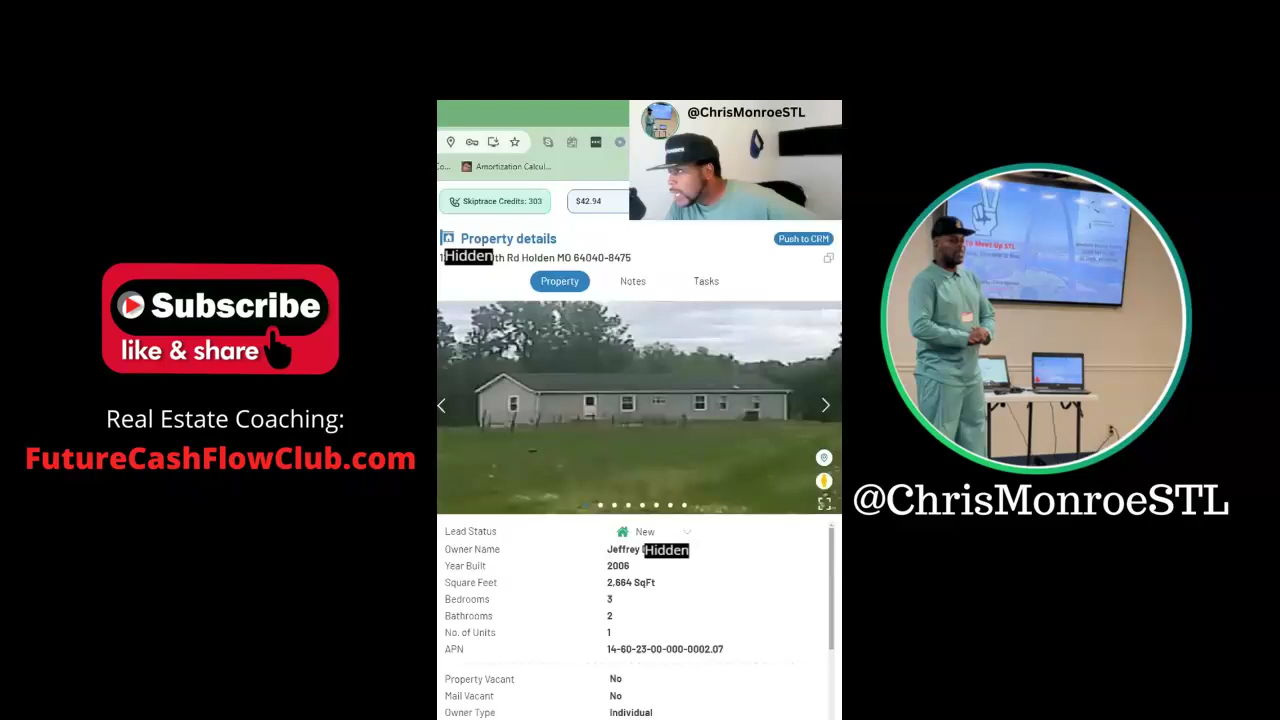 Subscribe
like & share
Real Estate Coaching:
FutureCashFlowClub.com
@ChrisMonroeSTL
Amortization Calcul...
Skiptrace Credits: 303
$42.94
Property details
Push to CRM
Hidden
th Rd Holden MO 64040-8475
Property
Notes
Tasks
Lead Status New
Owner Name Jeffrey Hidden
Year Built 2006
Square Feet 2,664 SqFt
Bedrooms 3
Bathrooms 2
No. of Units 1
APN 14-60-23-00-000-0002.07
Property Vacant No
Mail Vacant No
Owner Type Individual
Meet Up STL
@ChrisMonroeSTL